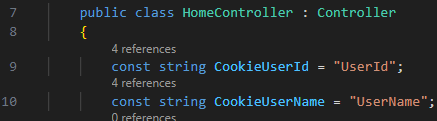 7 public class HomeController : Controller
8 {
4 references
9 const string CookieUserId = "UserId";
4 references
10 const string CookieUserName = "UserName";
0 references